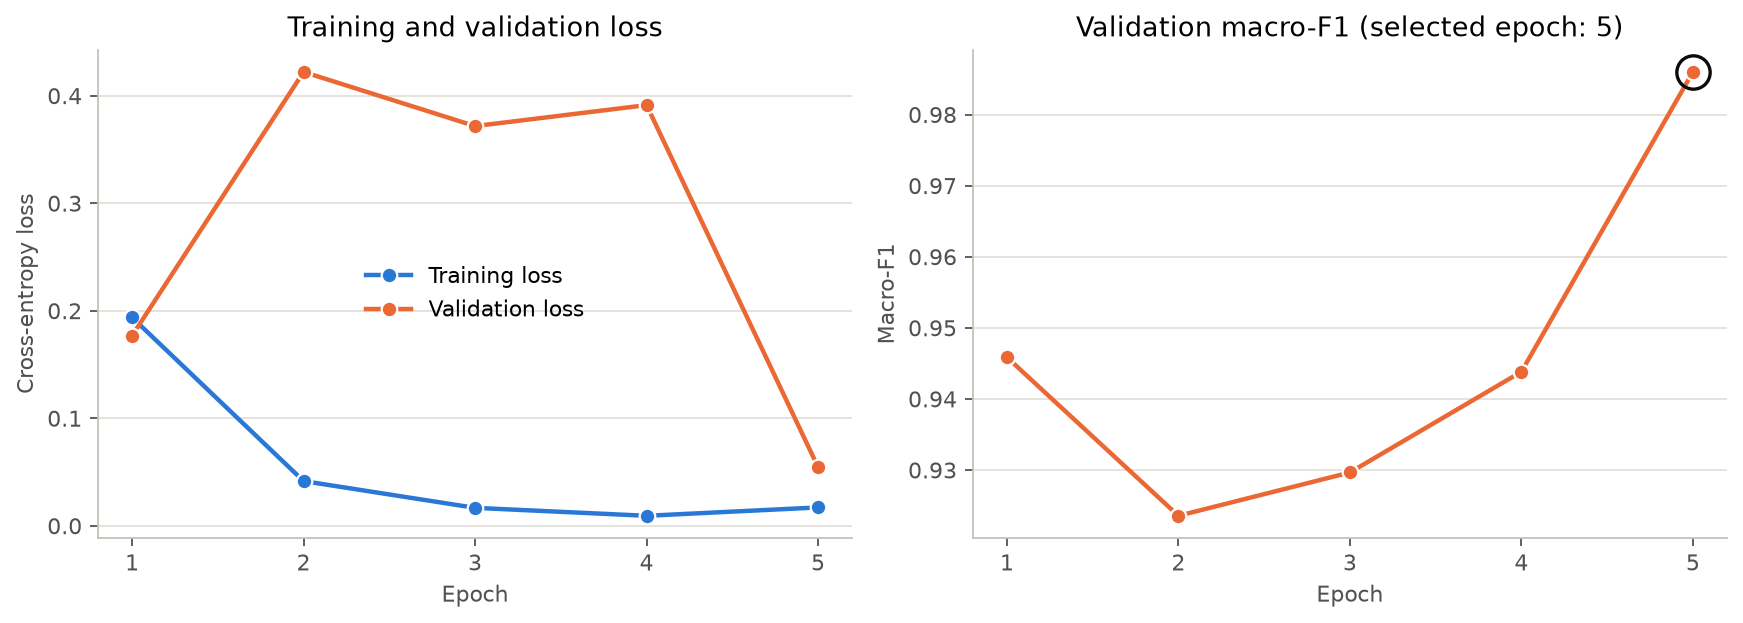 Training and validation loss
Cross-entropy loss
0.4
0.3
0.2
0.1
0.0
Training loss
Validation loss
1 2 3 4 5
Epoch
Validation macro-F1 (selected epoch: 5)
Macro-F1
0.98
0.97
0.96
0.95
0.94
0.93
1 2 3 4 5
Epoch